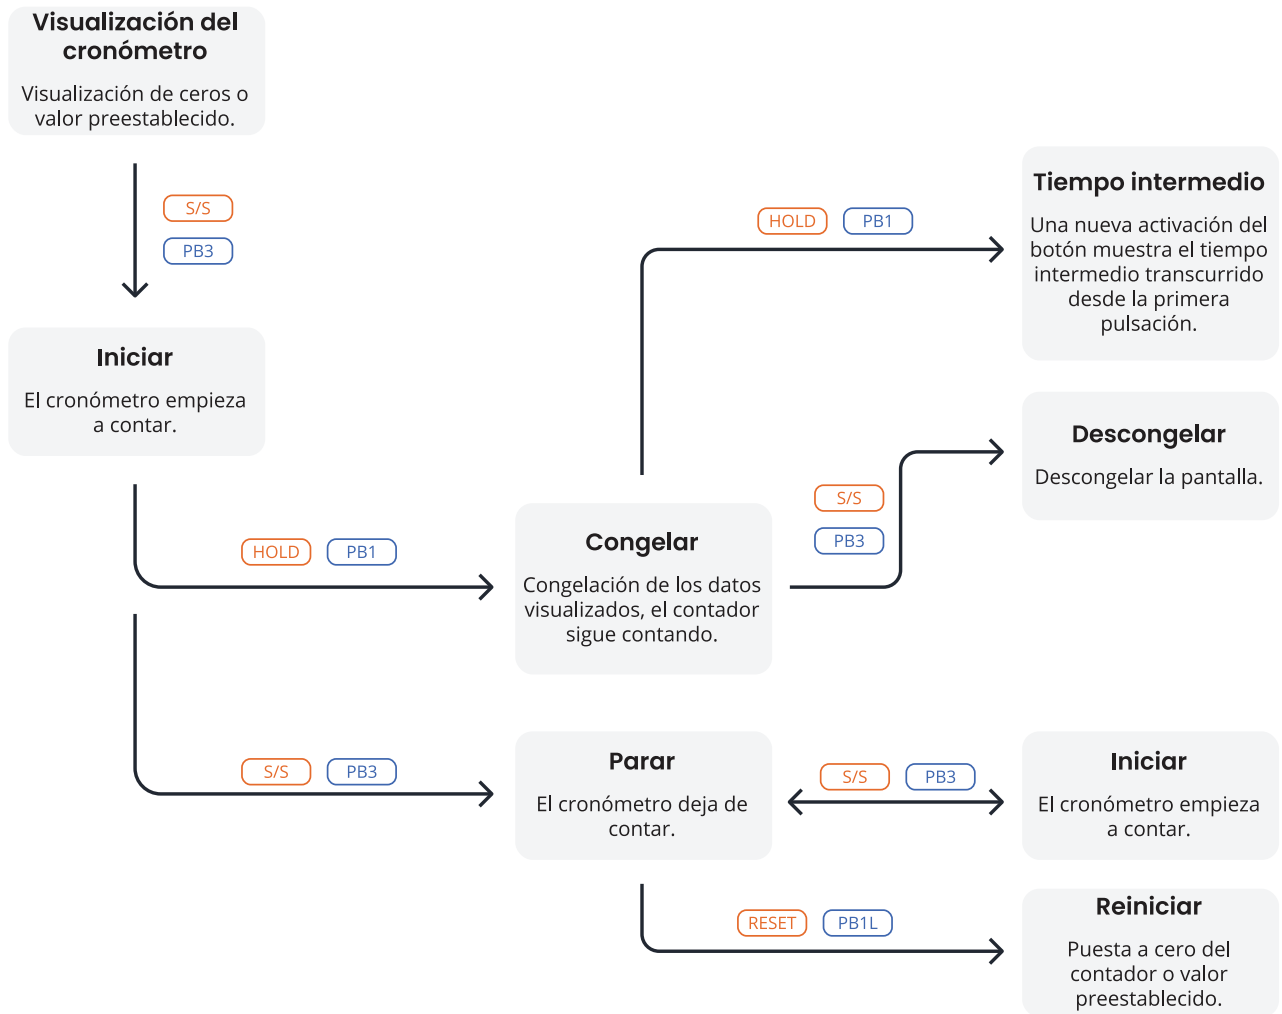 Visualización del
cronómetro
Visualización de ceros o
valor preestablecido.
S/S
PB3
Iniciar
El cronómetro empieza
a contar.
HOLD PB1
Tiempo intermedio
Una nueva activación del
botón muestra el tiempo
intermedio transcurrido
desde la primera
pulsación.
HOLD PB1
Congelar
Congelación de los datos
visualizados, el contador
sigue contando.
S/S
PB3
Descongelar
Descongelar la pantalla.
S/S PB3
Parar
El cronómetro deja de
contar.
S/S PB3
Iniciar
El cronómetro empieza
a contar.
RESET PB1L
Reiniciar
Puesta a cero del
contador o valor
preestablecido.